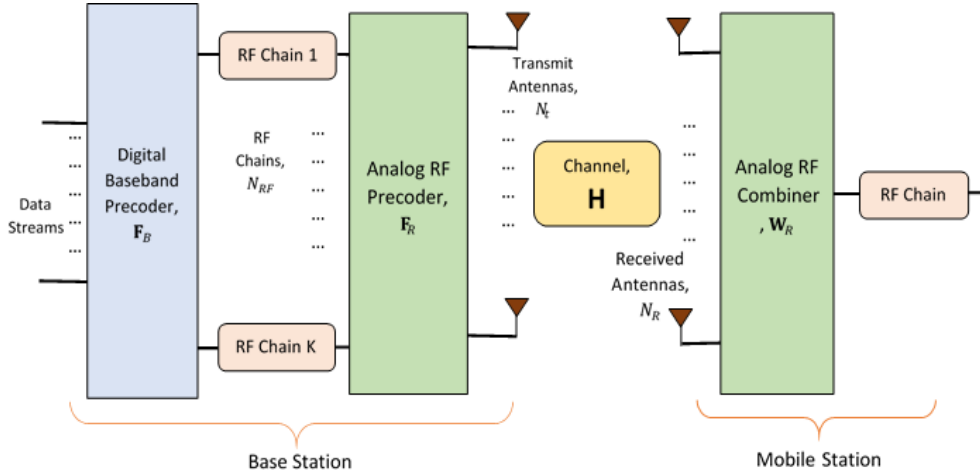 Data
Streams
...
...
...
...
...
Digital
Baseband
Precoder,
𝐅_B
RF Chain 1
RF
Chains,
N_RF
...
...
...
...
...
RF Chain K
Analog RF
Precoder,
𝐅_R
Transmit
Antennas,
N_t
...
...
...
...
...
Channel,
𝐇
...
...
...
...
...
Received
Antennas,
N_R
Analog RF
Combiner
, 𝐖_R
RF Chain
Base Station
Mobile Station